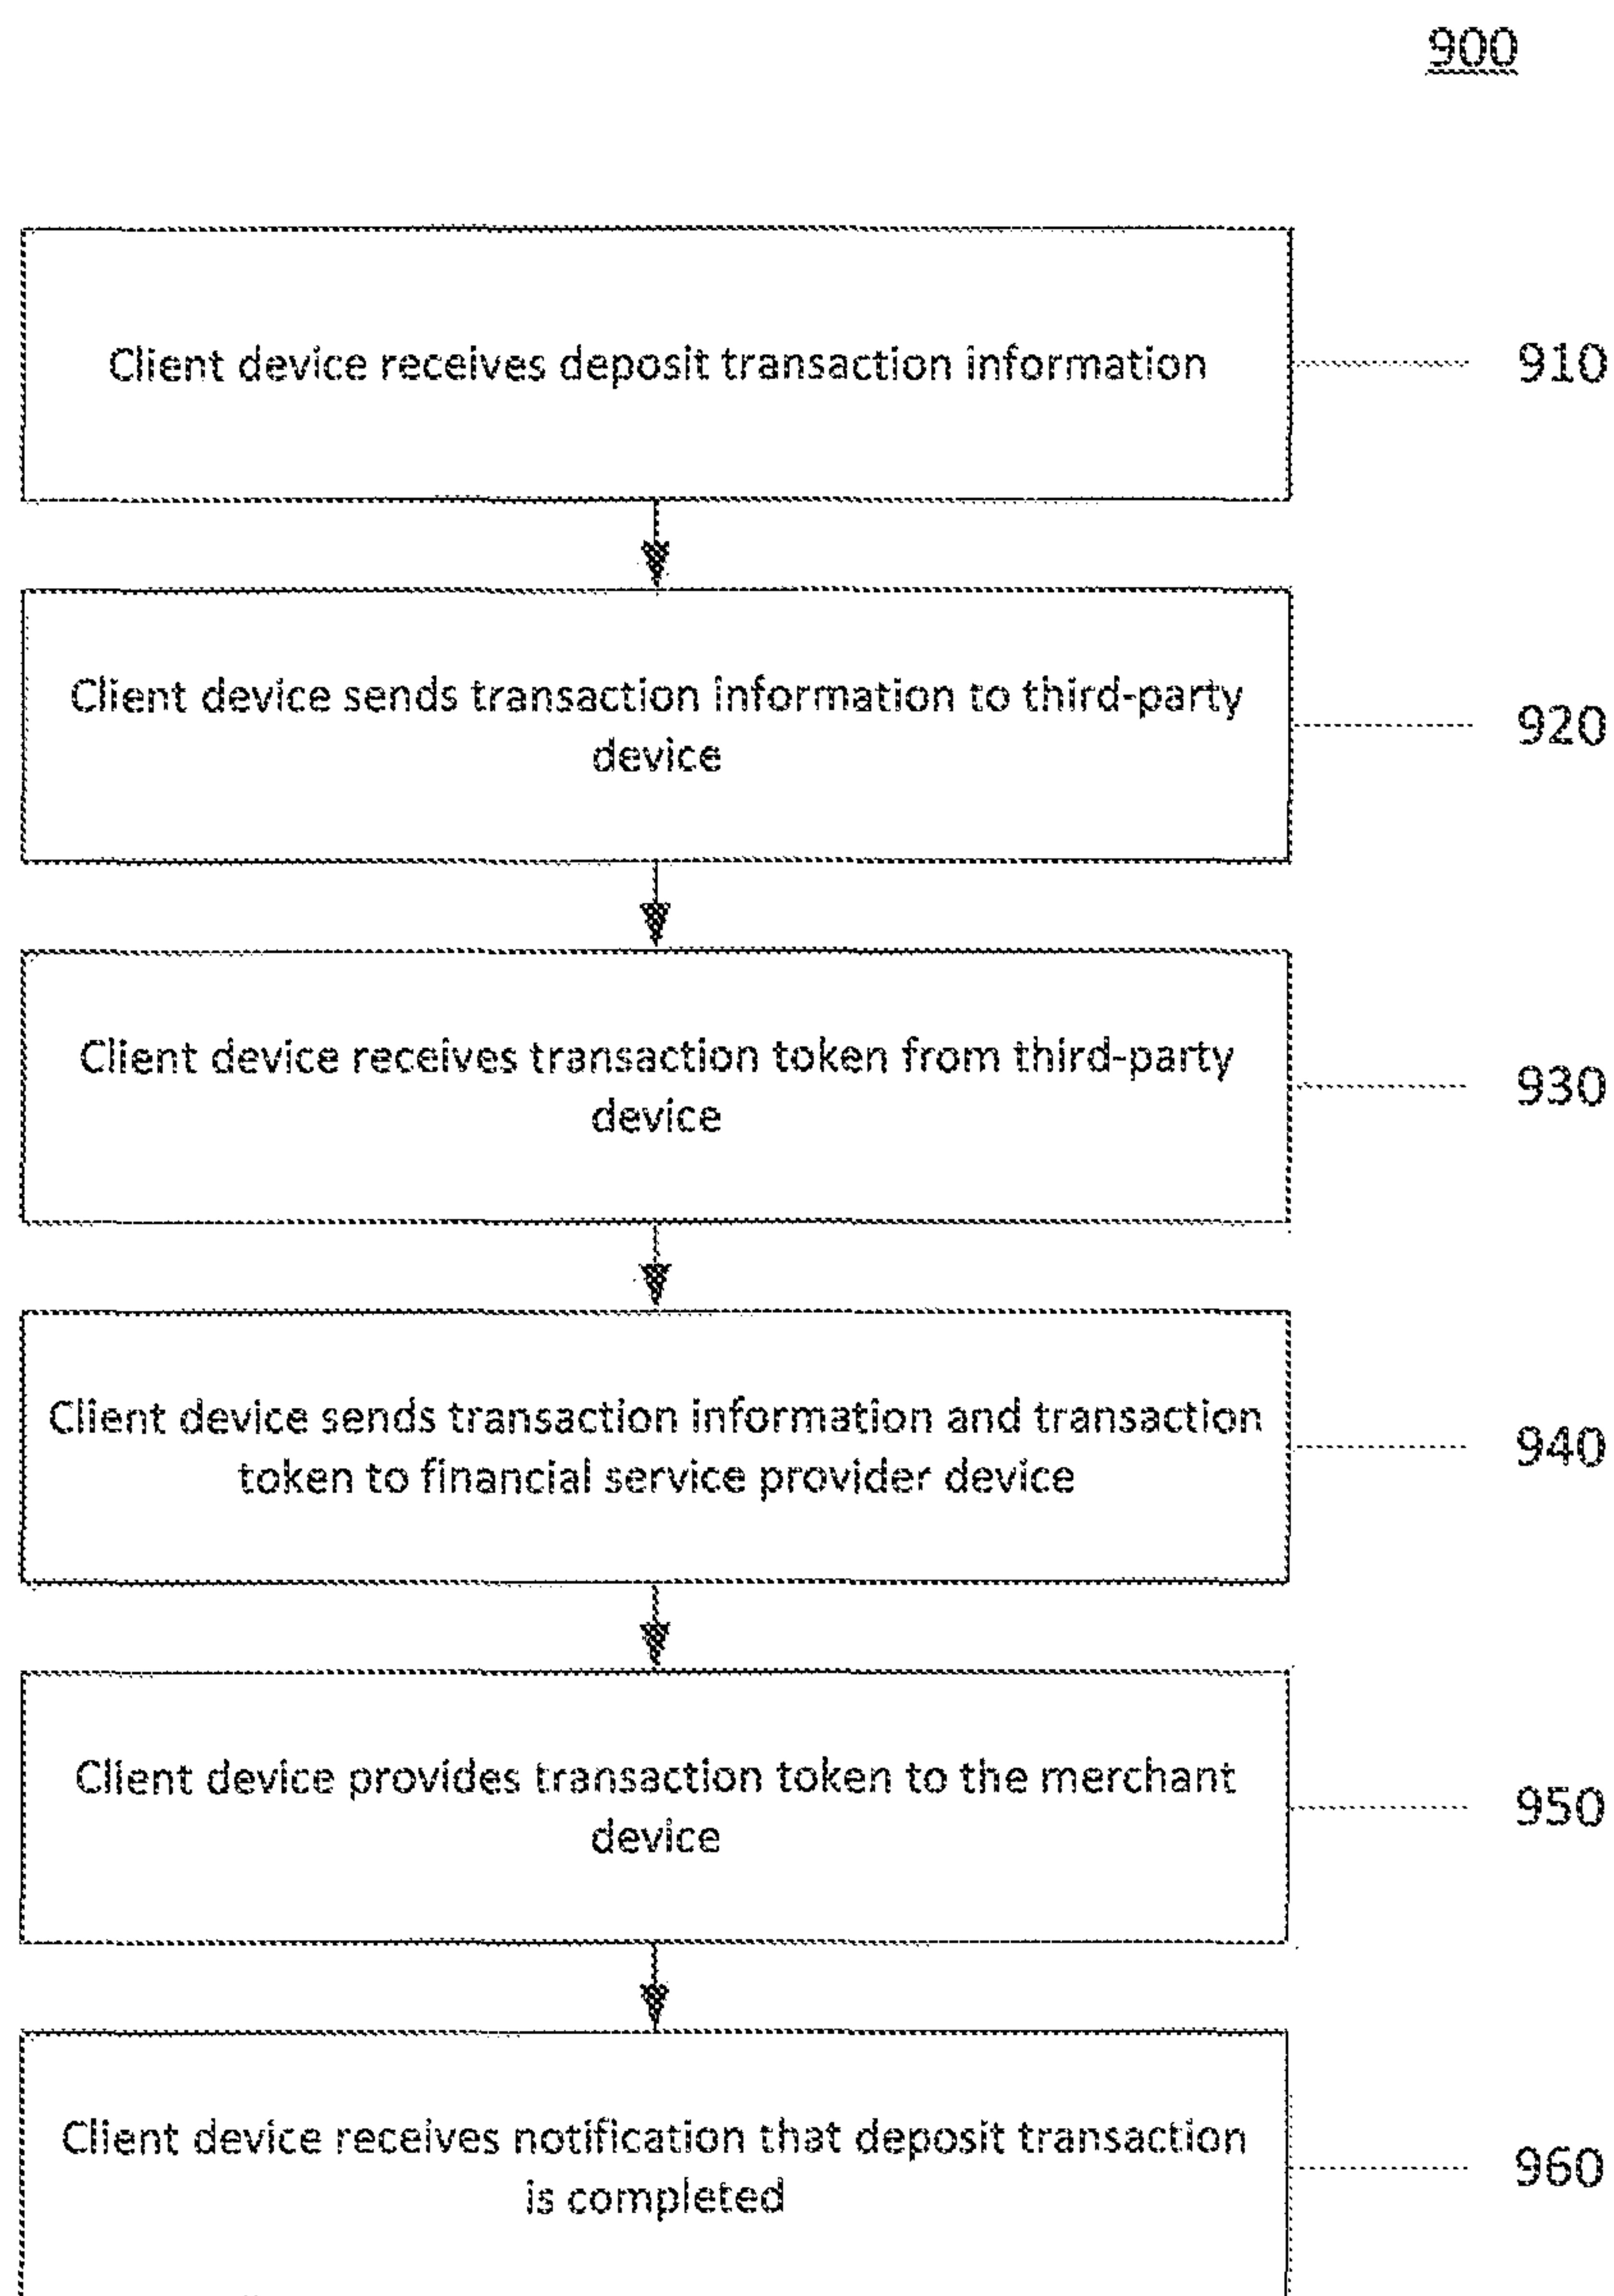 900
Client device receives deposit transaction information
910
Client device sends transaction information to third-party
device
920
Client device receives transaction token from third-party
device
930
Client device sends transaction information and transaction
token to financial service provider device
940
Client device provides transaction token to the merchant
device
950
Client device receives notification that deposit transaction
is completed
960